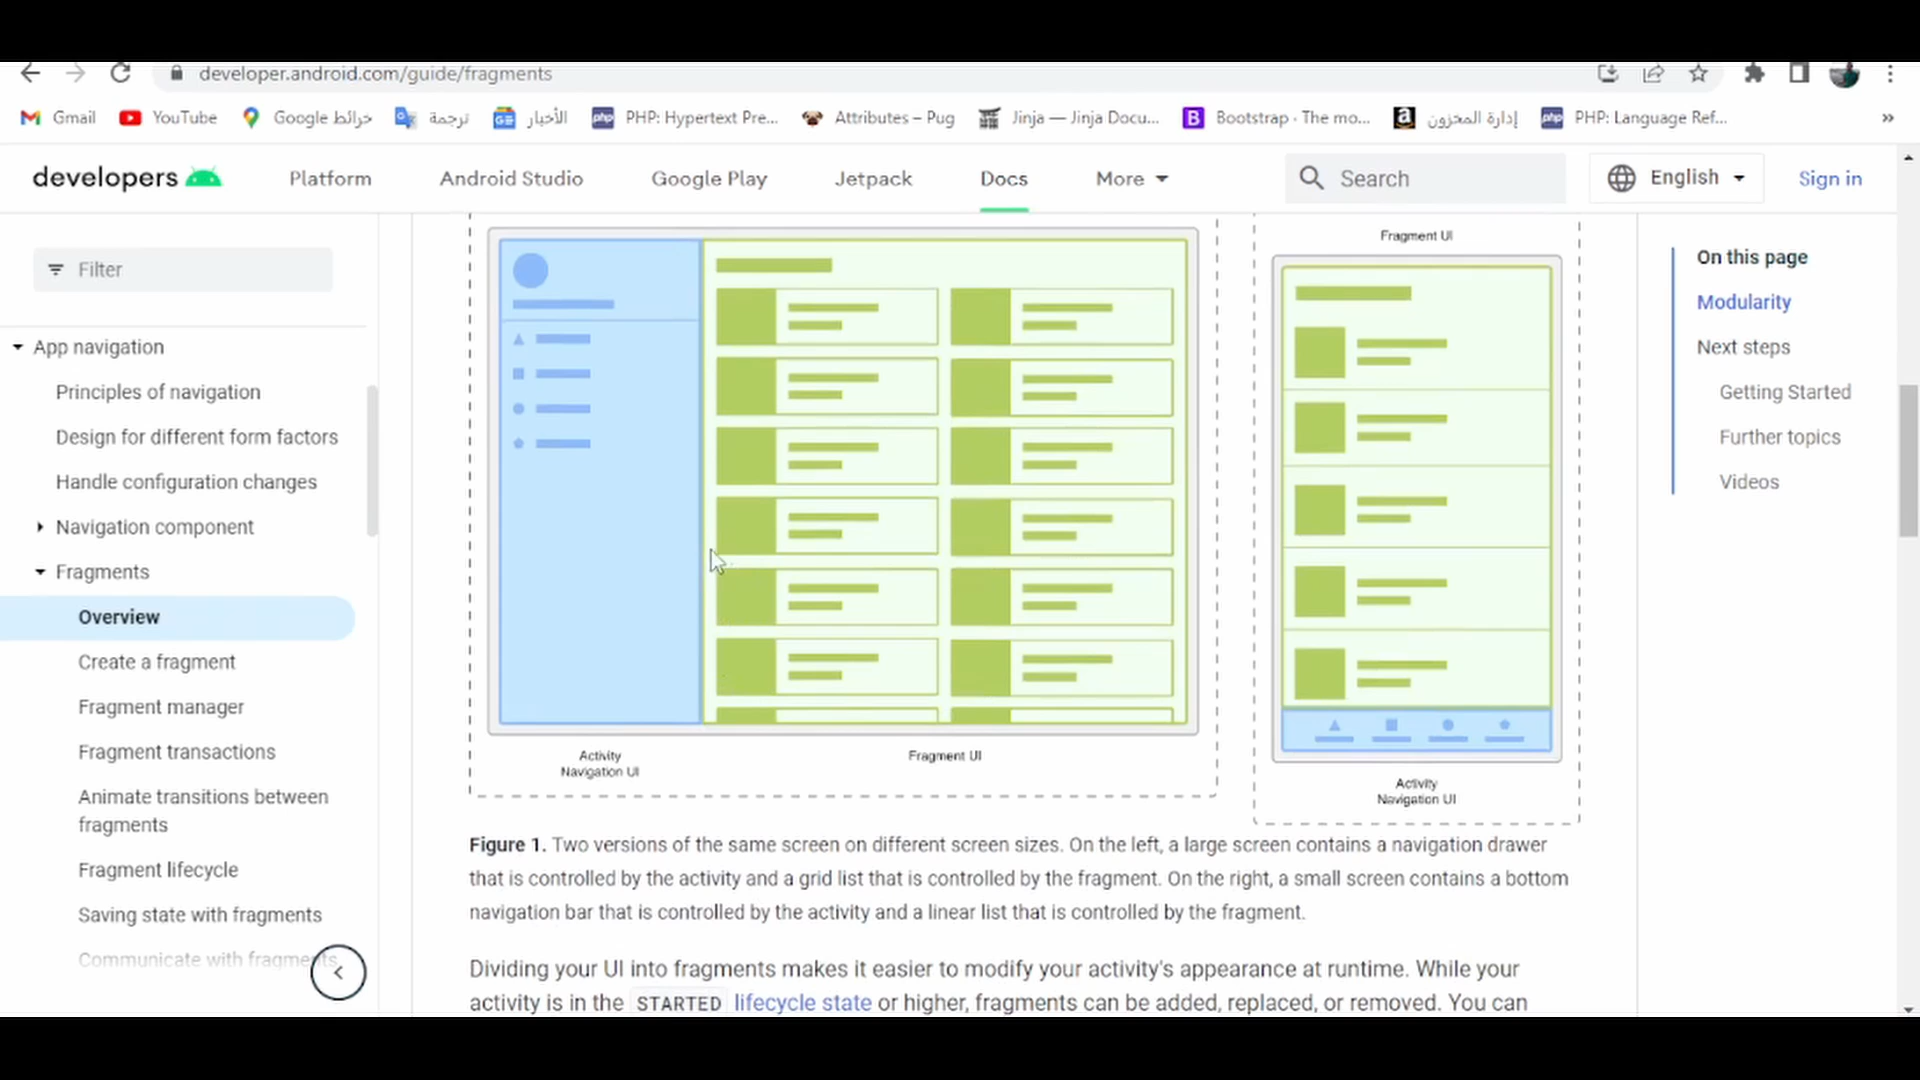 developer.android.com/guide/fragments
Gmail YouTube خرائط Google ترجمة الأخبار PHP: Hypertext Pre... Attributes – Pug Jinja — Jinja Docu... Bootstrap · The mo... إدارة المخزون PHP: Language Ref... »
developers Platform Android Studio Google Play Jetpack Docs More Search English Sign in
Filter
App navigation
Principles of navigation
Design for different form factors
Handle configuration changes
Navigation component
Fragments
Overview
Create a fragment
Fragment manager
Fragment transactions
Animate transitions between
fragments
Fragment lifecycle
Saving state with fragments
Communicate with fragments
Activity
Navigation UI
Fragment UI
Fragment UI
Activity
Navigation UI
Figure 1. Two versions of the same screen on different screen sizes. On the left, a large screen contains a navigation drawer
that is controlled by the activity and a grid list that is controlled by the fragment. On the right, a small screen contains a bottom
navigation bar that is controlled by the activity and a linear list that is controlled by the fragment.
Dividing your UI into fragments makes it easier to modify your activity's appearance at runtime. While your
activity is in the STARTED lifecycle state or higher, fragments can be added, replaced, or removed. You can
On this page
Modularity
Next steps
Getting Started
Further topics
Videos